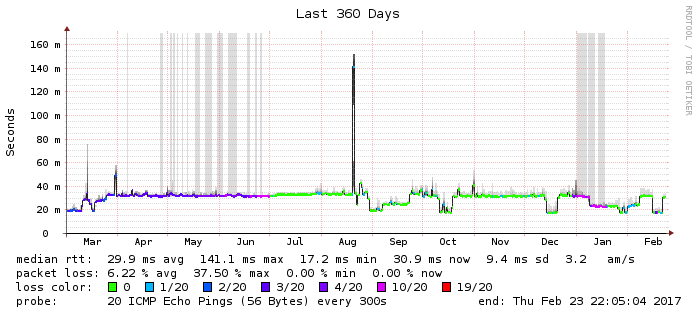 Last 360 Days
RRDTOOL / TOBI OETIKER
Seconds
160 m
140 m
120 m
100 m
80 m
60 m
40 m
20 m
0
Mar Apr May Jun Jul Aug Sep Oct Nov Dec Jan Feb
median rtt: 29.9 ms avg 141.1 ms max 17.2 ms min 30.9 ms now 9.4 ms sd 3.2 am/s
packet loss: 6.22 % avg 37.50 % max 0.00 % min 0.00 % now
loss color: 0 1/20 2/20 3/20 4/20 10/20 19/20
probe: 20 ICMP Echo Pings (56 Bytes) every 300s end: Thu Feb 23 22:05:04 2017